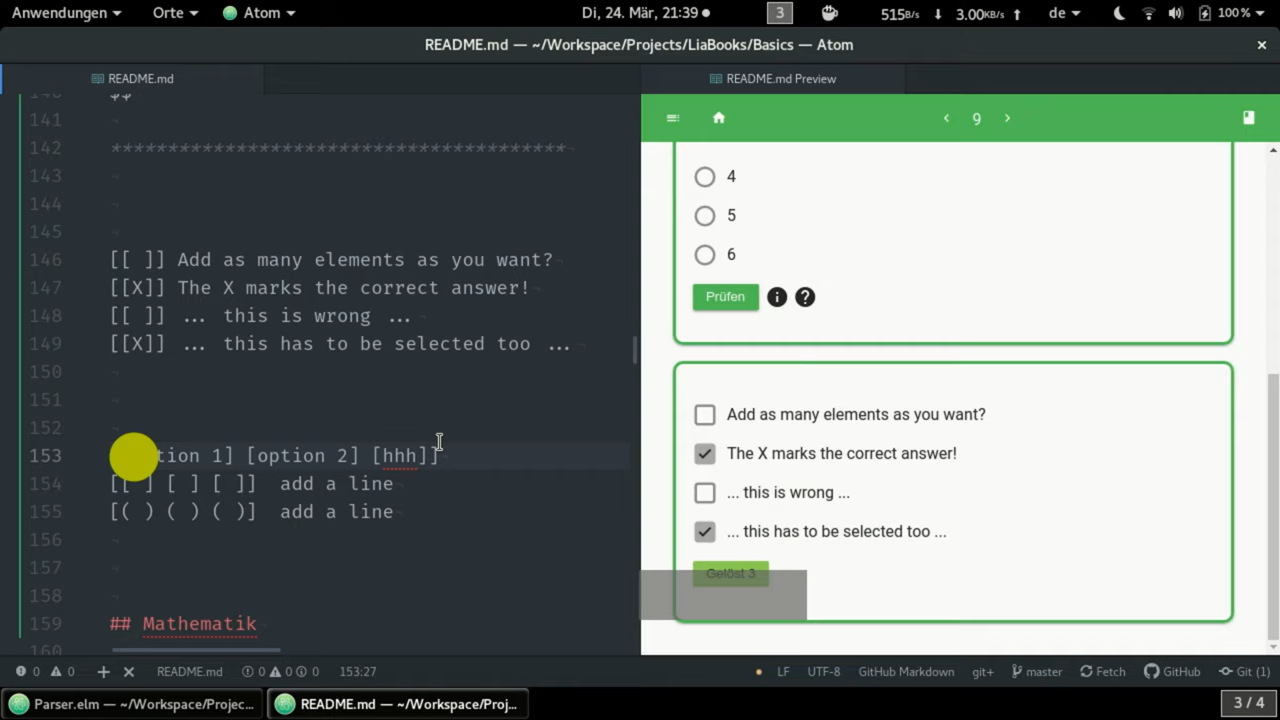 Anwendungen Orte Atom Di, 24. Mär, 21:39 3 515B/s 3.00KB/s de 100 %
README.md — ~/Workspace/Projects/LiaBooks/Basics — Atom ×
README.md README.md Preview
$$
141
142 ****************************************
143
144
145
146 [[ ]] Add as many elements as you want?
147 [[X]] The X marks the correct answer!
148 [[ ]] ... this is wrong ...
149 [[X]] ... this has to be selected too ...
150
151
152
153 tion 1] [option 2] [hhh]]
154 [[ ] [ ] [ ]] add a line
155 [( ) ( ) ( )] add a line
156
157
158
159 ## Mathematik
160
9
4
5
6
Prüfen
Add as many elements as you want?
The X marks the correct answer!
... this is wrong ...
... this has to be selected too ...
Gelöst 3
0 0 + × README.md 0 0 0 153:27 LF UTF-8 GitHub Markdown git+ master Fetch GitHub Git (1)
Parser.elm — ~/Workspace/Projec... README.md — ~/Workspace/Proj... 3 / 4